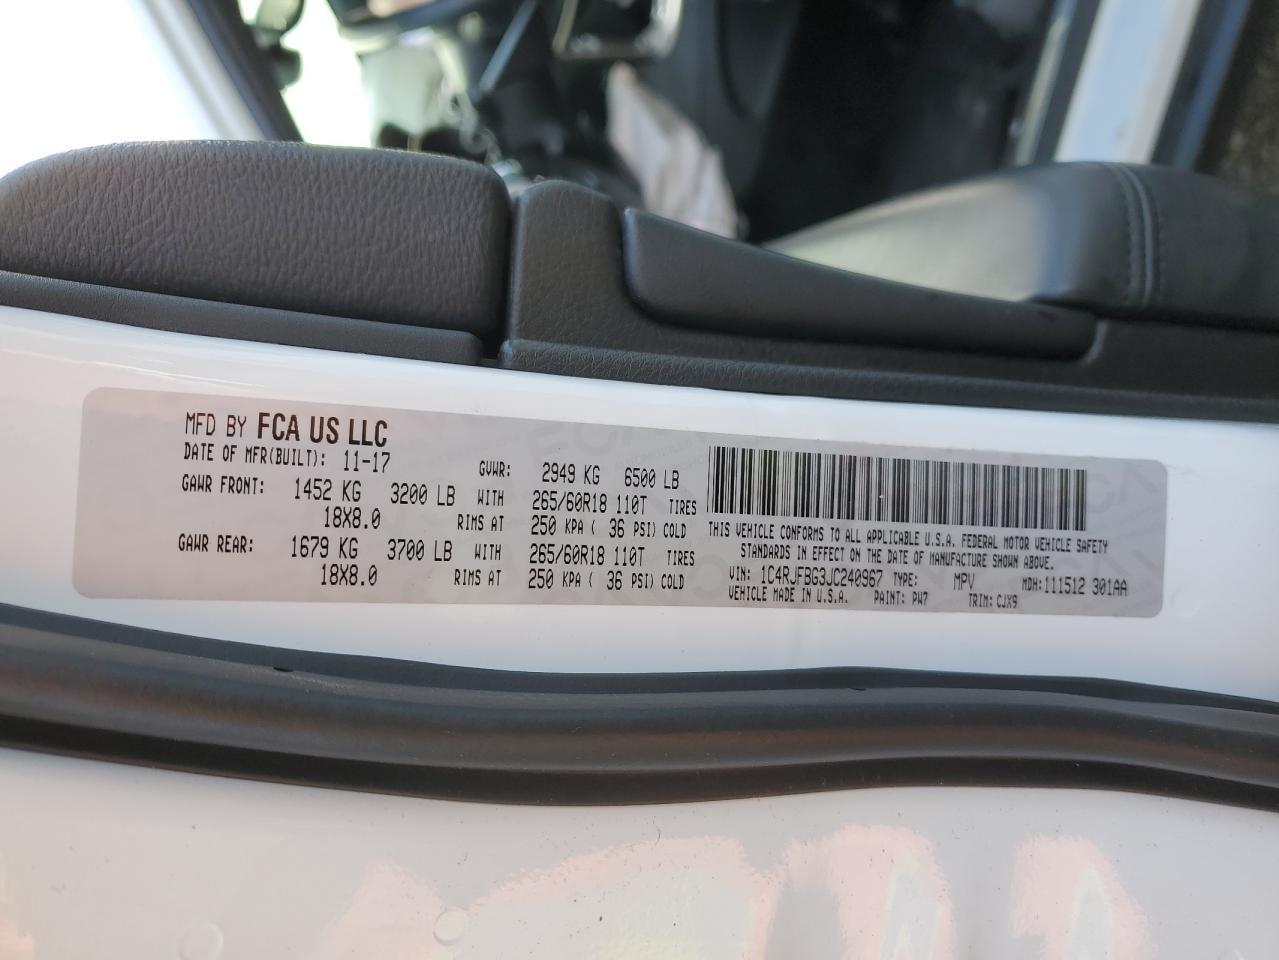 MFD BY FCA US LLC
DATE OF MFR(BUILT): 11-17 GVWR: 2949 KG 6500 LB
GAWR FRONT: 1452 KG 3200 LB WITH 265/60R18 110T TIRES
18X8.0 RIMS AT 250 KPA ( 36 PSI) COLD
GAWR REAR: 1679 KG 3700 LB WITH 265/60R18 110T TIRES
18X8.0 RIMS AT 250 KPA ( 36 PSI) COLD
THIS VEHICLE CONFORMS TO ALL APPLICABLE U.S.A. FEDERAL MOTOR VEHICLE SAFETY
STANDARDS IN EFFECT ON THE DATE OF MANUFACTURE SHOWN ABOVE.
VIN: 1C4RJFBG3JC240967 TYPE: MPV MDH:111512 301AA
VEHICLE MADE IN U.S.A. PAINT: PW7 TRIM: CJX9